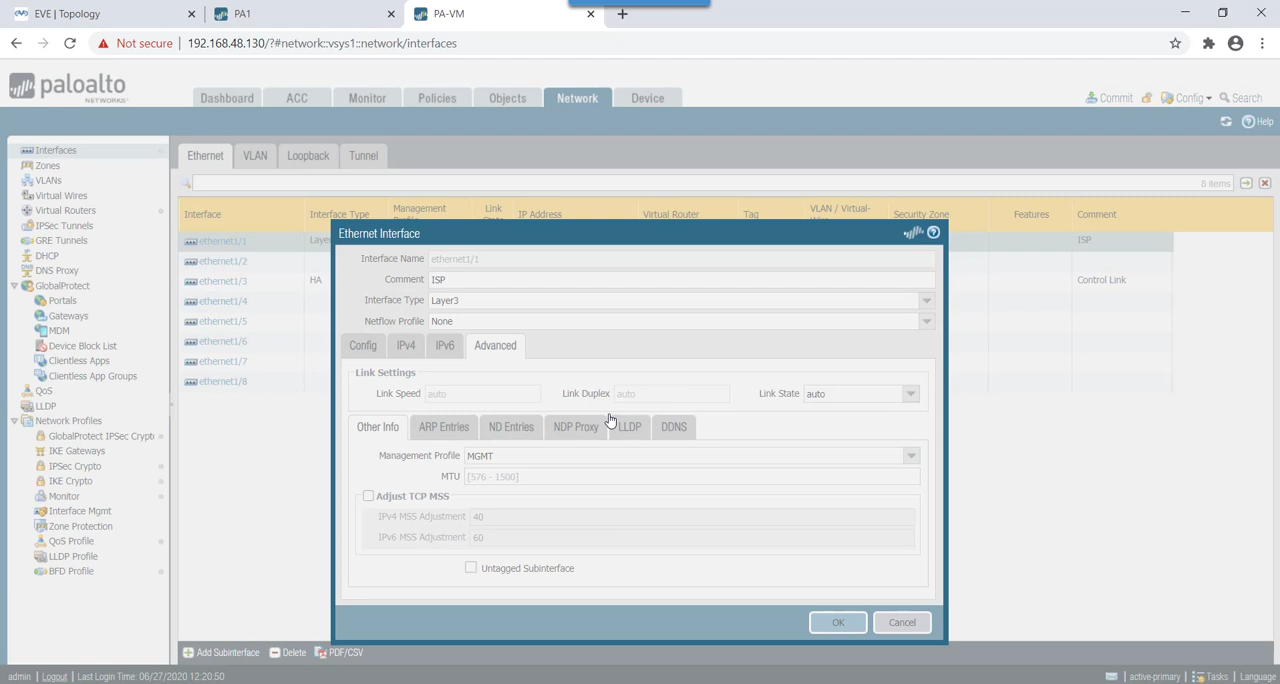 EVE | Topology
PA1
PA-VM
Not secure | 192.168.48.130/?#network::vsys1::network/interfaces
paloalto NETWORKS
Dashboard ACC Monitor Policies Objects Network Device
Commit Config Search
Help
Interfaces
Zones
VLANs
Virtual Wires
Virtual Routers
IPSec Tunnels
GRE Tunnels
DHCP
DNS Proxy
GlobalProtect
Portals
Gateways
MDM
Device Block List
Clientless Apps
Clientless App Groups
QoS
LLDP
Network Profiles
GlobalProtect IPSec Crypto
IKE Gateways
IPSec Crypto
IKE Crypto
Monitor
Interface Mgmt
Zone Protection
QoS Profile
LLDP Profile
BFD Profile
Ethernet VLAN Loopback Tunnel
8 items
Interface Interface Type Management IP Address Virtual Router Tag VLAN / Virtual- Security Zone Features Comment
Link
ethernet1/1 Laye ISP
ethernet1/2
ethernet1/3 HA Control Link
ethernet1/4
ethernet1/5
ethernet1/6
ethernet1/7
ethernet1/8
Ethernet Interface
Interface Name ethernet1/1
Comment ISP
Interface Type Layer3
Netflow Profile None
Config IPv4 IPv6 Advanced
Link Settings
Link Speed auto Link Duplex auto Link State auto
Other Info ARP Entries ND Entries NDP Proxy LLDP DDNS
Management Profile MGMT
MTU [576 - 1500]
Adjust TCP MSS
IPv4 MSS Adjustment 40
IPv6 MSS Adjustment 60
Untagged Subinterface
OK Cancel
Add Subinterface Delete PDF/CSV
admin | Logout | Last Login Time: 06/27/2020 12:20:50
| active-primary | Tasks | Language